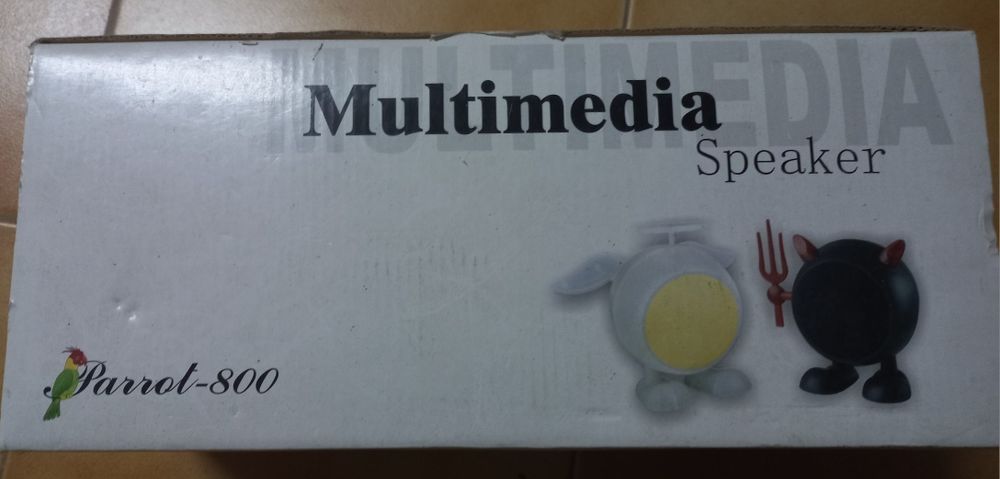 MULTIMEDIA
Multimedia
Speaker
Parrot-800